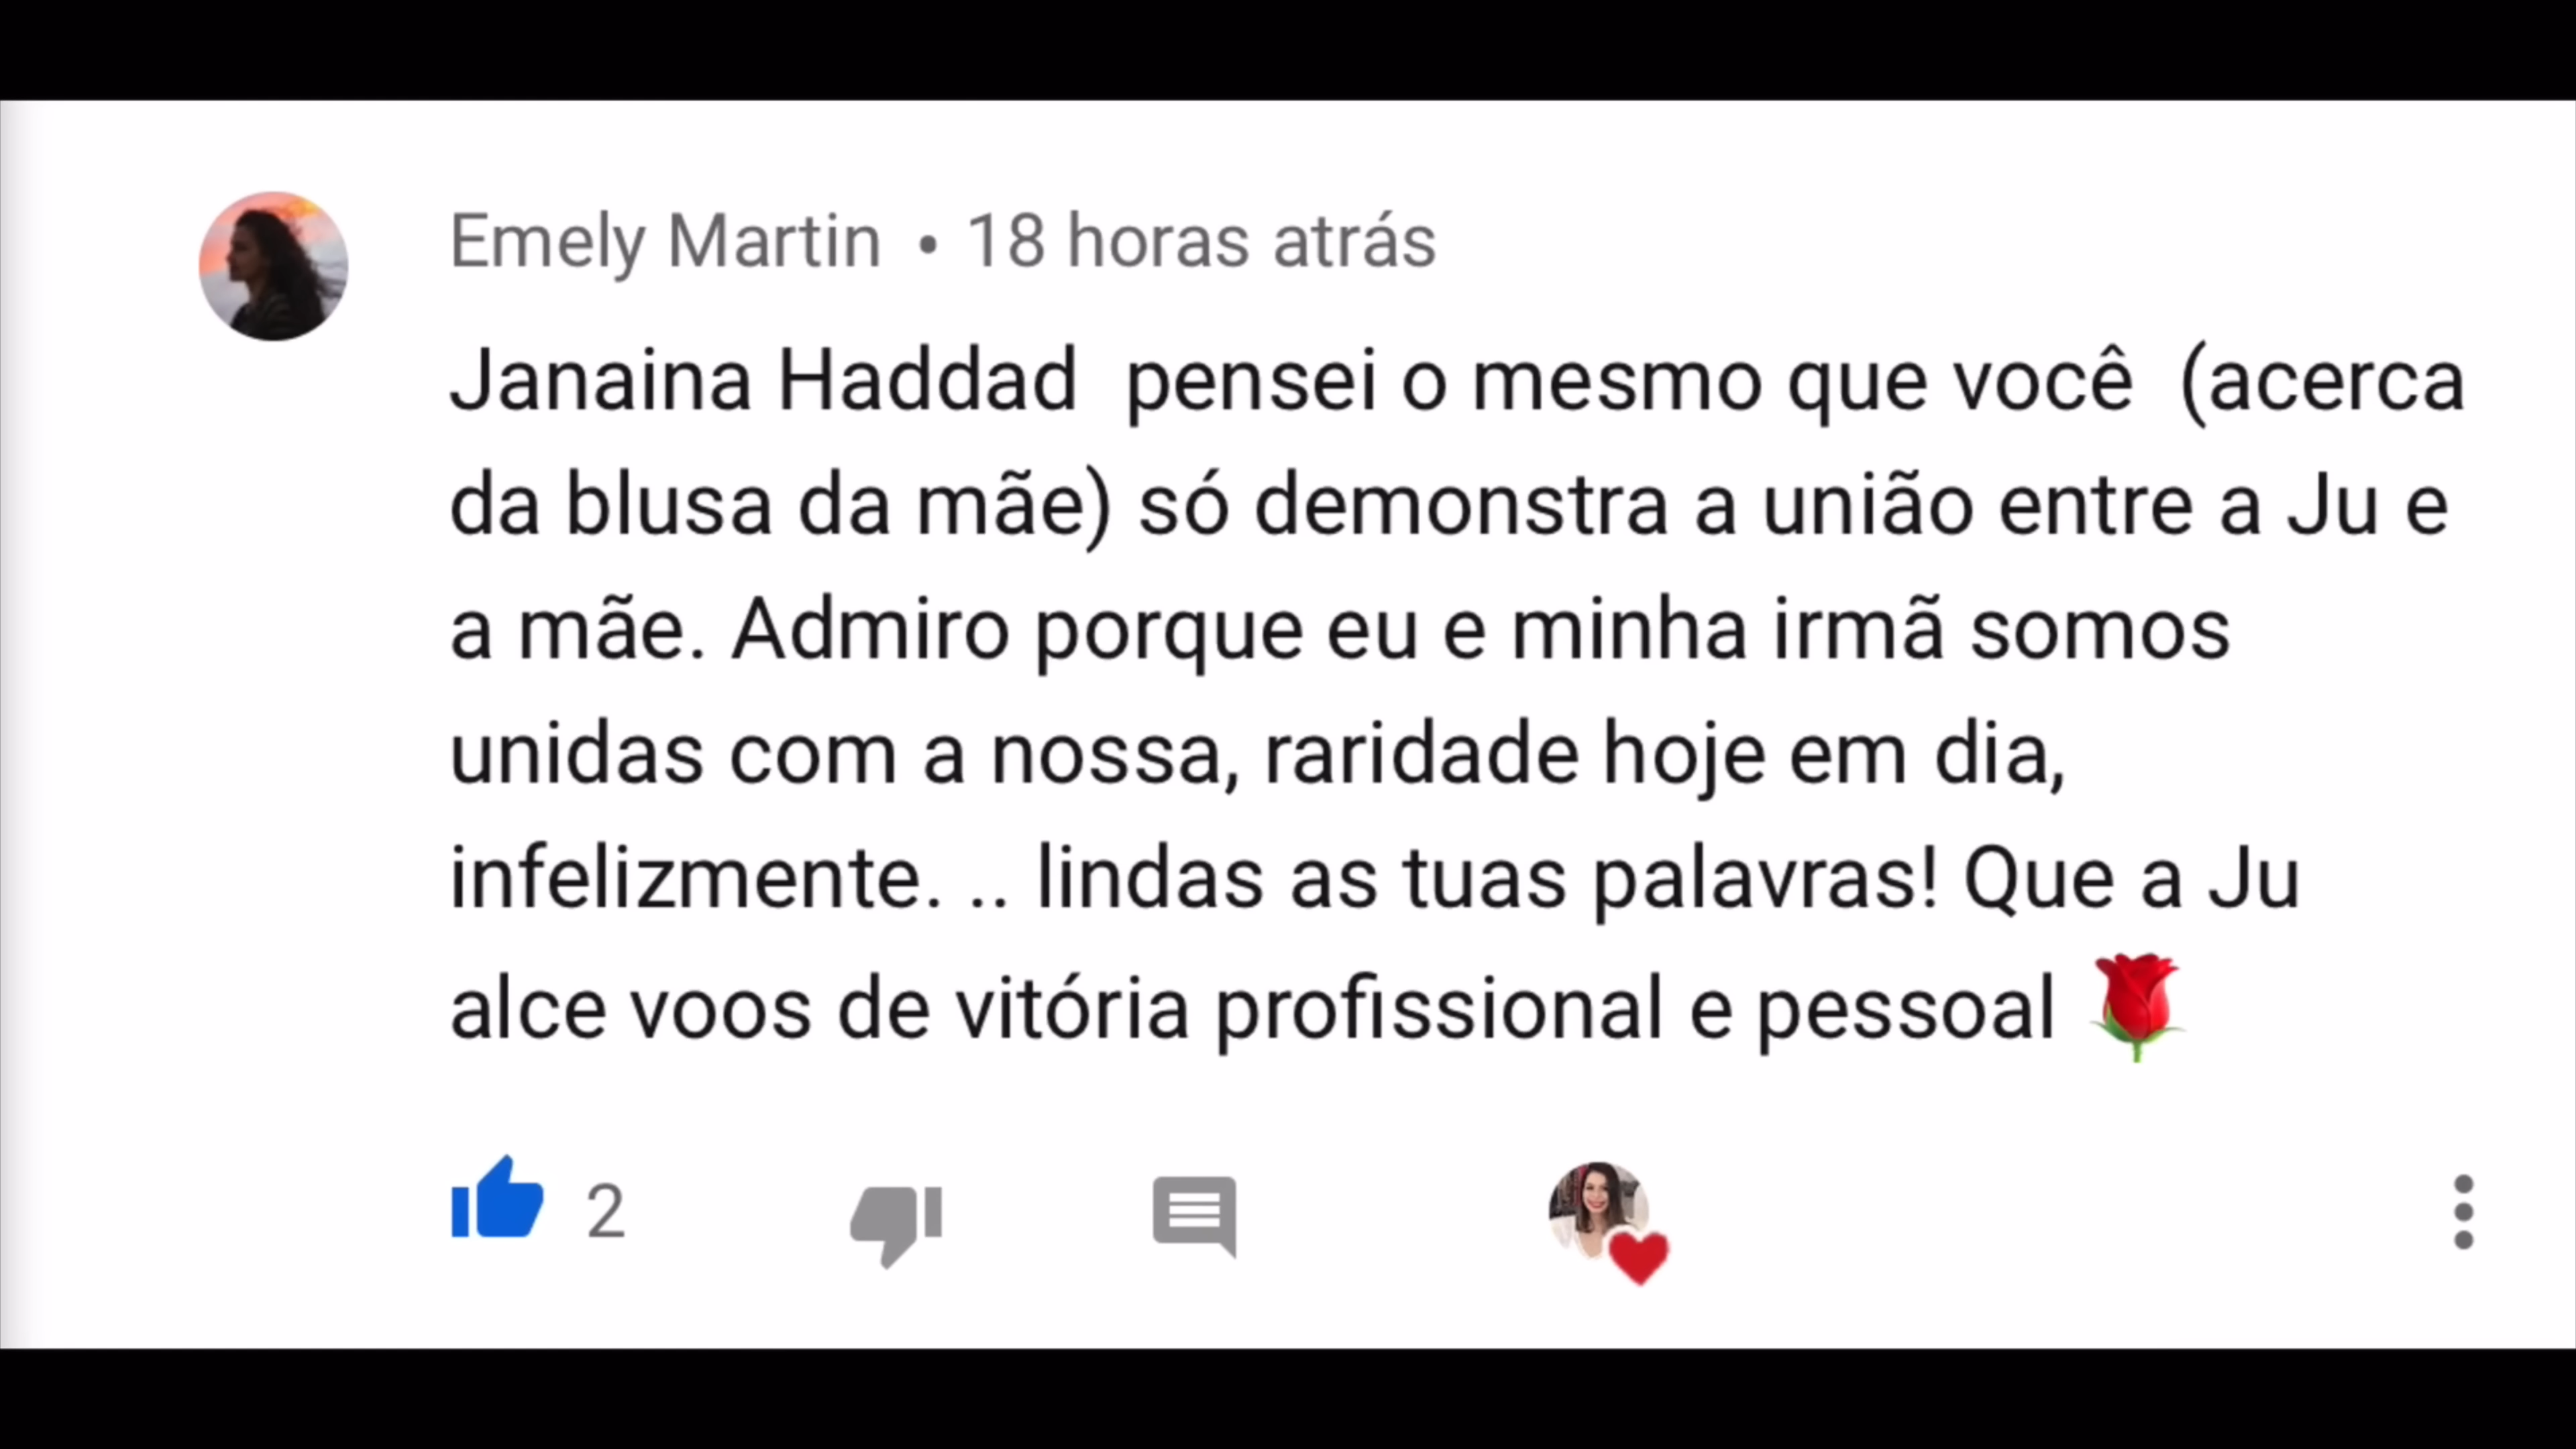 Emely Martin • 18 horas atrás
Janaina Haddad  pensei o mesmo que você  (acerca
da blusa da mãe) só demonstra a união entre a Ju e
a mãe. Admiro porque eu e minha irmã somos
unidas com a nossa, raridade hoje em dia,
infelizmente. .. lindas as tuas palavras! Que a Ju
alce voos de vitória profissional e pessoal 🌹
2